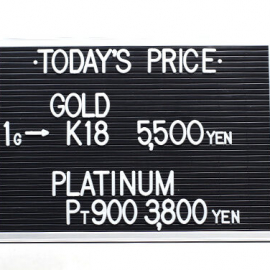 ·TODAY'S PRICE·
GOLD
1G→ K18 5,500 YEN
PLATINUM
PT900 3,800 YEN